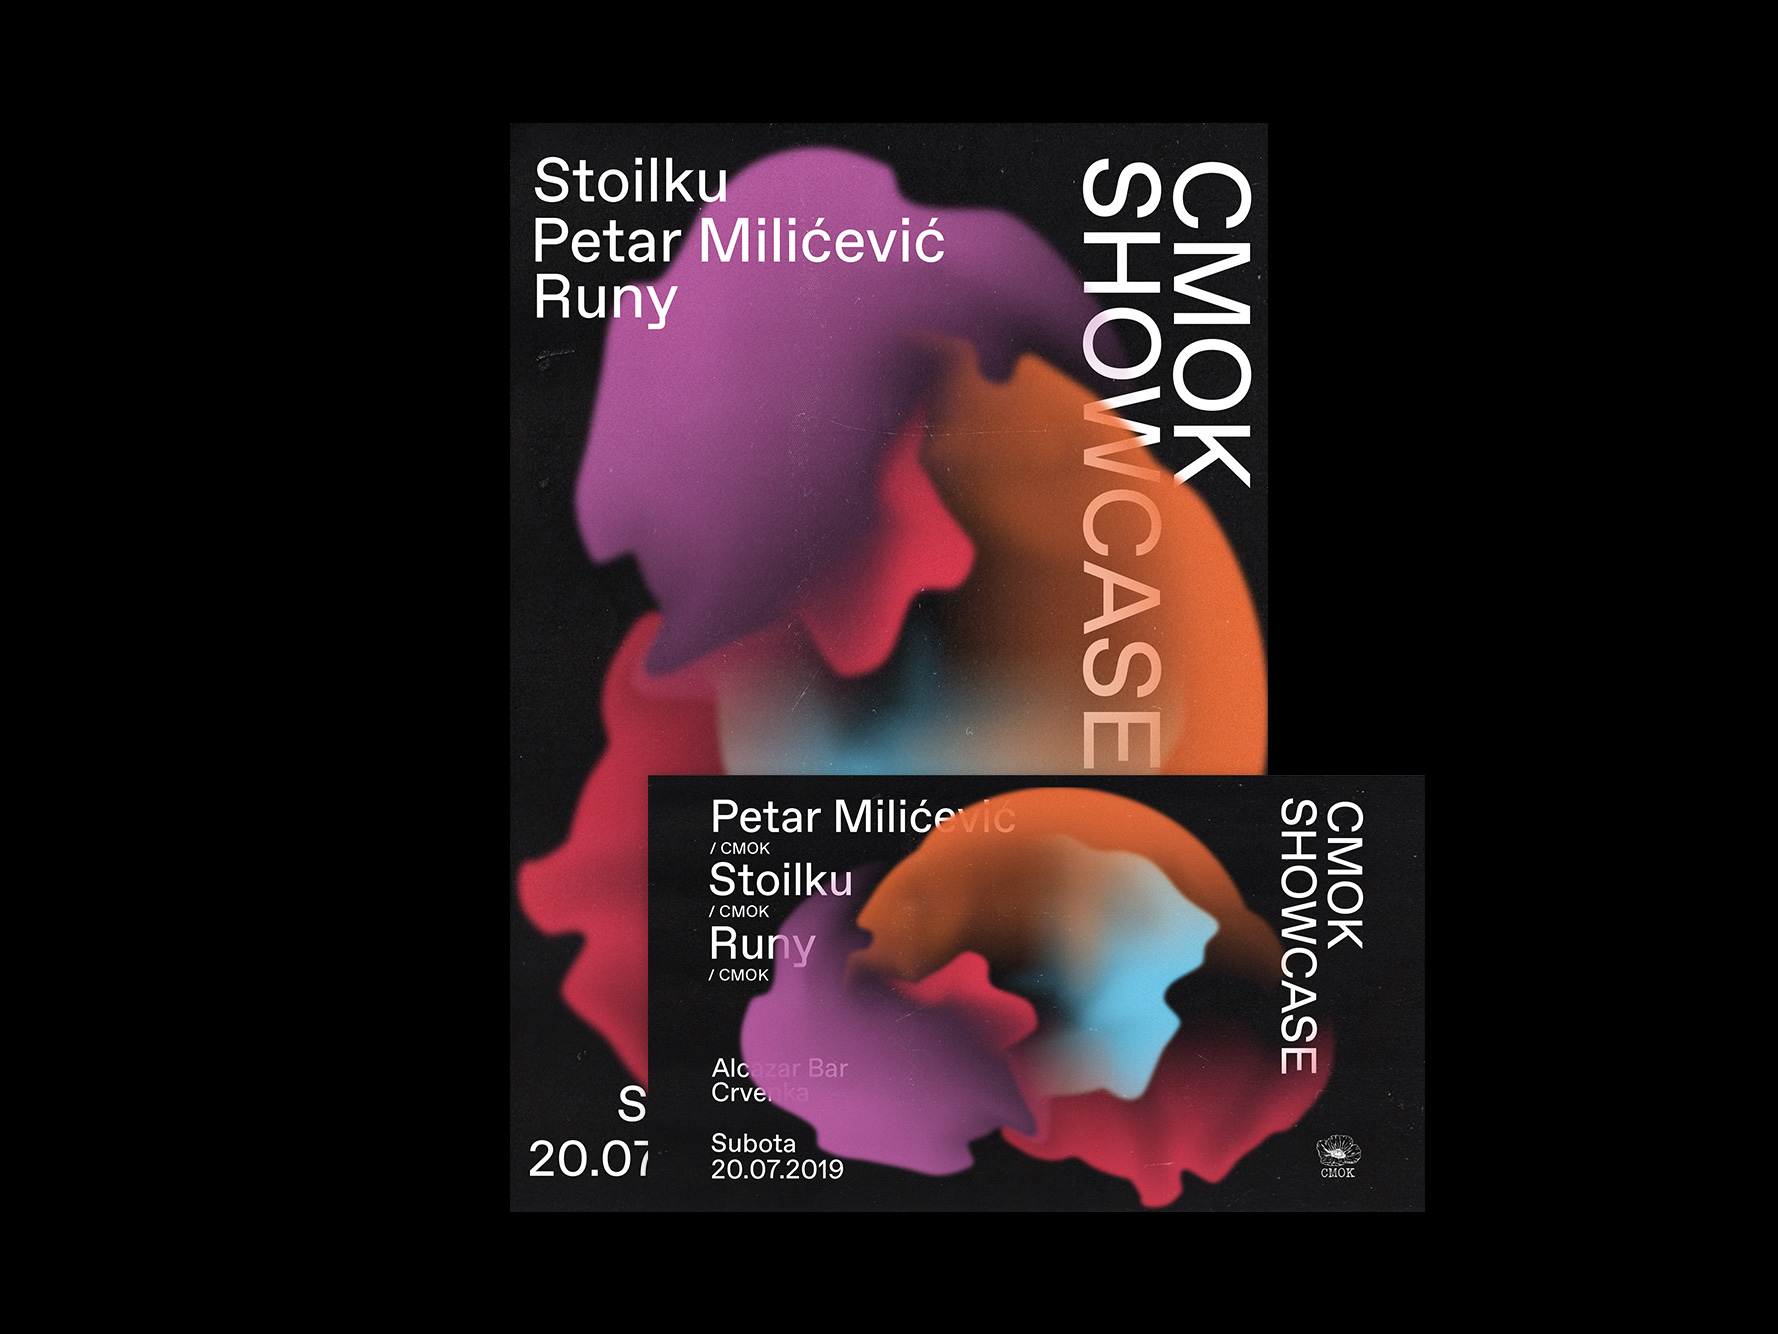 Stoilku
Petar Milićević
Runy
CMOK
SHOWCASE
S
20.07
Petar Milićević
/ CMOK
Stoilku
/ CMOK
Runy
/ CMOK
Alcazar Bar
Crvenka
Subota
20.07.2019
CMOK
SHOWCASE
CMOK